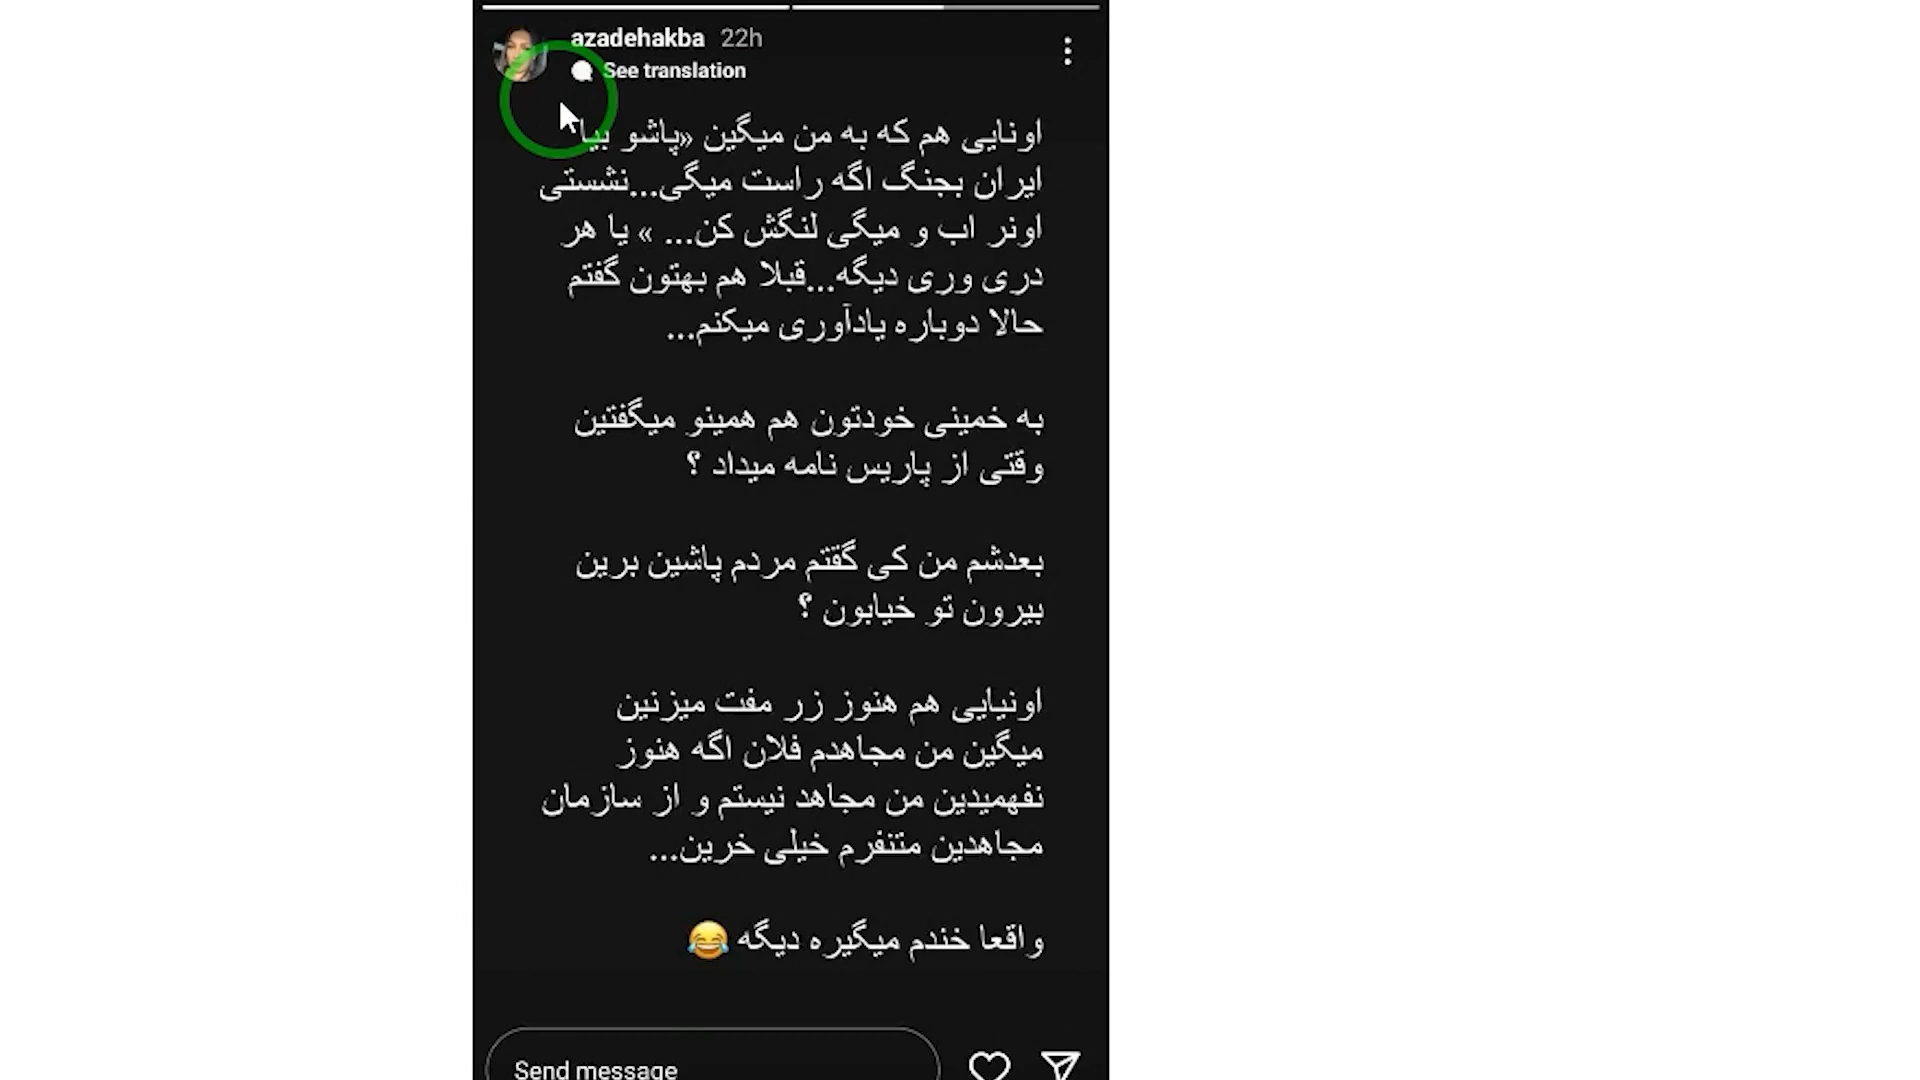 azadehakba 22h
See translation
اونایی هم که به من میگین «پاشو بیا
ایران بجنگ اگه راست میگی...نشستی
اونر اب و میگی لنگش کن... » یا هر
دری وری دیگه...قبلا هم بهتون گفتم
حالا دوباره یادآوری میکنم...
به خمینی خودتون هم همینو میگفتین
وقتی از پاریس نامه میداد ؟
بعدشم من کی گقتم مردم پاشین برین
بیرون تو خیابون ؟
اونیایی هم هنوز زر مفت میزنین
میگین من مجاهدم فلان اگه هنوز
نفهمیدین من مجاهد نیستم و از سازمان
مجاهدین متنفرم خیلی خرین...
واقعا خندم میگیره دیگه 😂
Send message